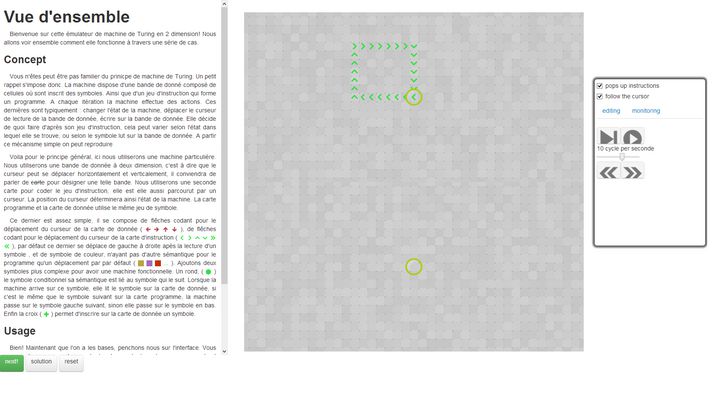 Vue d'ensemble
Bienvenue sur cette émulateur de machine de Turing en 2 dimension! Nous
allons voir ensemble comment elle fonctionne à travers une série de cas.
Concept
Vous n'êtes peut être pas familier du principe de machine de Turing. Un petit
rappel s'impose donc. La machine dispose d'une bande de donné composé de
cellules où sont inscrit des symboles. Ainsi que d'un jeu d'instruction qui forme
un programme. A chaque itération la machine effectue des actions. Ces
dernières sont typiquement : changer l'état de la machine, déplacer le curseur
de lecture de la bande de donnée, écrire sur la bande de donnée. Elle décide
de quoi faire d'après son jeu d'instruction, cela peut varier selon l'état dans
lequel elle se trouve, ou selon le symbole lut sur la bande de donnée. A partir
ce mécanisme simple on peut reproduire
Voila pour le principe général, ici nous utiliserons une machine particulière.
Nous utiliserons une bande de donnée à deux dimension, c'est à dire que le
curseur peut se déplacer horizontalement et verticalement, il conviendra de
parler de carte pour désigner une telle bande. Nous utiliserons une seconde
carte pour coder le jeu d'instruction, elle est elle aussi parcourut par un
curseur. La position du curseur déterminera ainsi l'état de la machine. La carte
programme et la carte de donnée utilise le même jeu de symbole.
Ce dernier est assez simple, il se compose de flèches codant pour le
déplacement du curseur de la carte de donnée ( ← → ↑ ↓ ), de flèches
codant pour le déplacement du curseur de la carte d'instruction (
), par défaut ce dernier se déplace de gauche à droite après la lecture d'un
symbole , et de symbole de couleur, n'ayant pas d'autre sémantique pour le
programme qu'un déplacement par par défaut ( ... ). Ajoutons deux
symboles plus complexe pour avoir une machine fonctionnelle. Un rond, ( )
le symbole conditionnel sa sémantique est lié au symbole qui le suit. Lorsque la
machine arrive sur ce symbole, elle lit le symbole sur la carte de donnée, si
c'est le même que le symbole suivant sur la carte programme, la machine
passe sur le symbole gauche suivant, sinon elle passe sur le symbole en bas.
Enfin la croix ( + ) permet d'inscrire sur la carte de donnée un symbole.
Usage
Bien! Maintenant que l'on a les bases, penchons nous sur l'interface. Vous
next! solution reset
pops up instructions
follow the cursor
editing monitoring
10 cycle per seconde